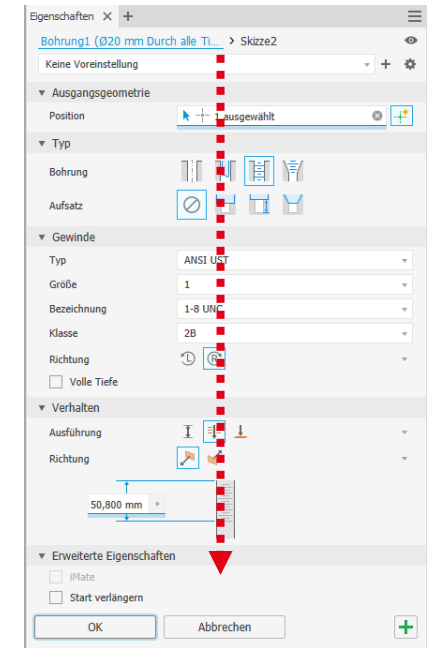 Eigenschaften × +
Bohrung1 (Ø20 mm Durch alle Ti... > Skizze2
Keine Voreinstellung
Ausgangsgeometrie
Position 1 ausgewählt
Typ
Bohrung
Aufsatz
Gewinde
Typ ANSI UST
Größe 1
Bezeichnung 1-8 UNC
Klasse 2B
Richtung L R
Volle Tiefe
Verhalten
Ausführung
Richtung
50,800 mm
Erweiterte Eigenschaften
iMate
Start verlängern
OK Abbrechen